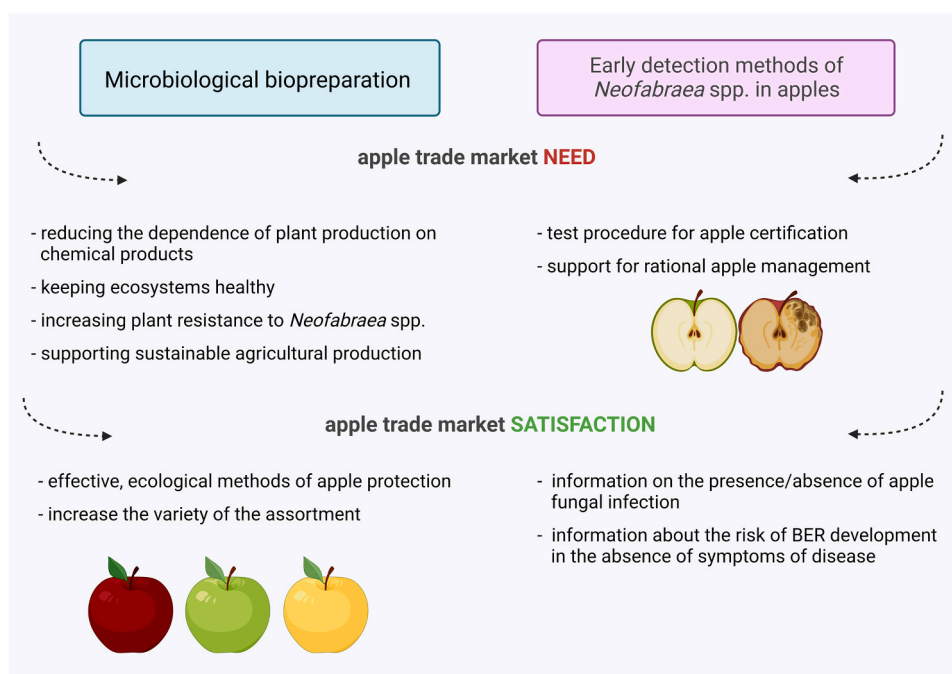 Microbiological biopreparation
Early detection methods of
Neofabraea spp. in apples
apple trade market NEED
- reducing the dependence of plant production on
chemical products
- keeping ecosystems healthy
- increasing plant resistance to Neofabraea spp.
- supporting sustainable agricultural production
- test procedure for apple certification
- support for rational apple management
apple trade market SATISFACTION
- effective, ecological methods of apple protection
- increase the variety of the assortment
- information on the presence/absence of apple
fungal infection
- information about the risk of BER development
in the absence of symptoms of disease